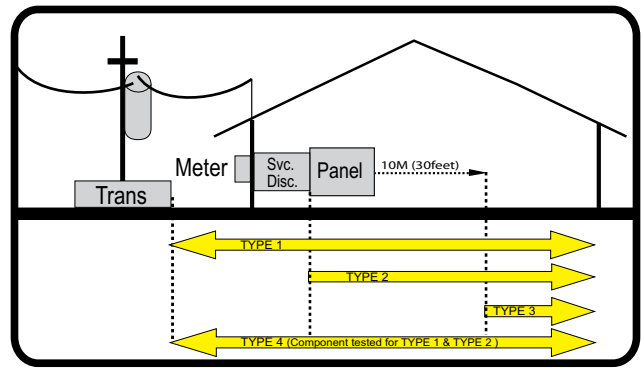 Meter
Svc.
Disc.
Panel
10M (30feet)
Trans
TYPE 1
TYPE 2
TYPE 3
TYPE 4 (Component tested for TYPE 1 & TYPE 2 )